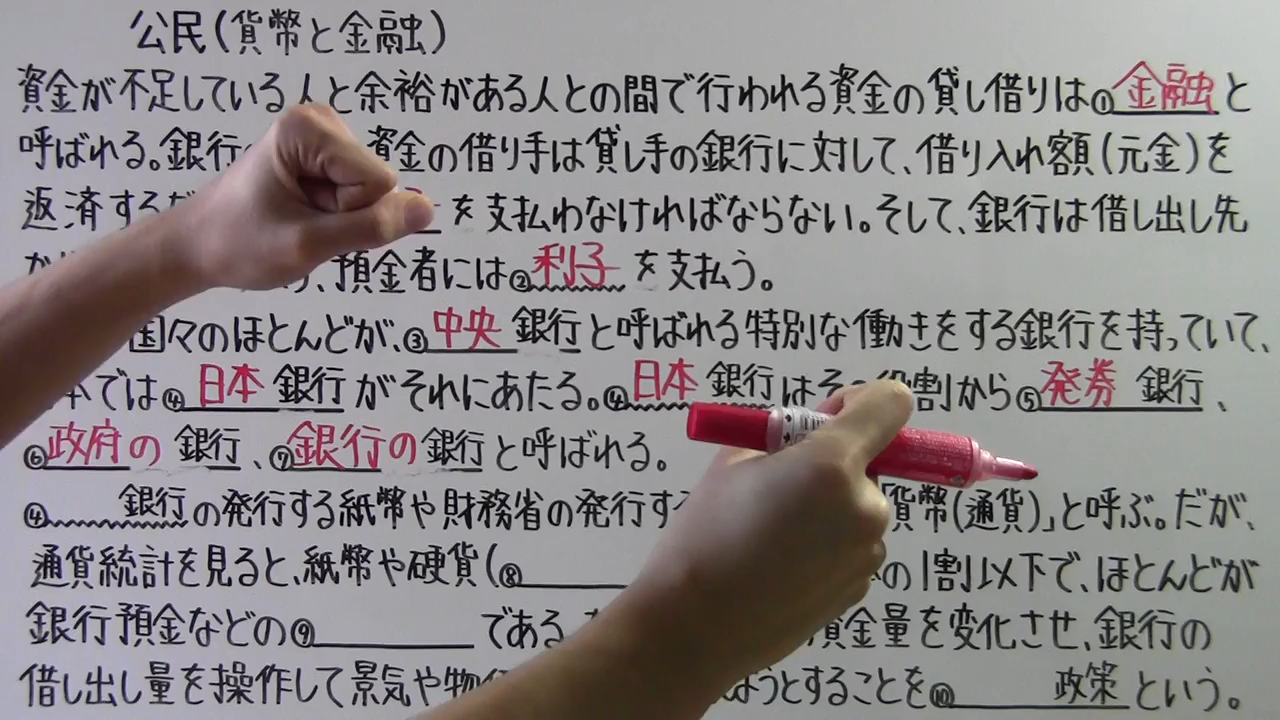 公民(貨幣と金融)
資金が不足している人と余裕がある人との間で行われる資金の貸し借りは①金融と
呼ばれる。銀行 資金の借り手は貸し手の銀行に対して、借り入れ額(元金)を
返済する を支払わなければならない。そして、銀行は借し出し先
か 、預金者には②利子を支払う。
国々のほとんどが、③中央銀行と呼ばれる特別な働きをする銀行を持っていて、
本では④日本銀行がそれにあたる。④日本銀行はその役割から⑤発券銀行、
⑥政府の銀行、⑦銀行の銀行と呼ばれる。
④ 銀行の発行する紙幣や財務省の発行す 「貨幣(通貨)」と呼ぶ。だが、
通貨統計を見ると、紙幣や硬貨(⑧ の1割以下で、ほとんどが
銀行預金などの⑨ である 資金量を変化させ、銀行の
借し出し量を操作して景気や物 ようとすることを⑩ 政策という。